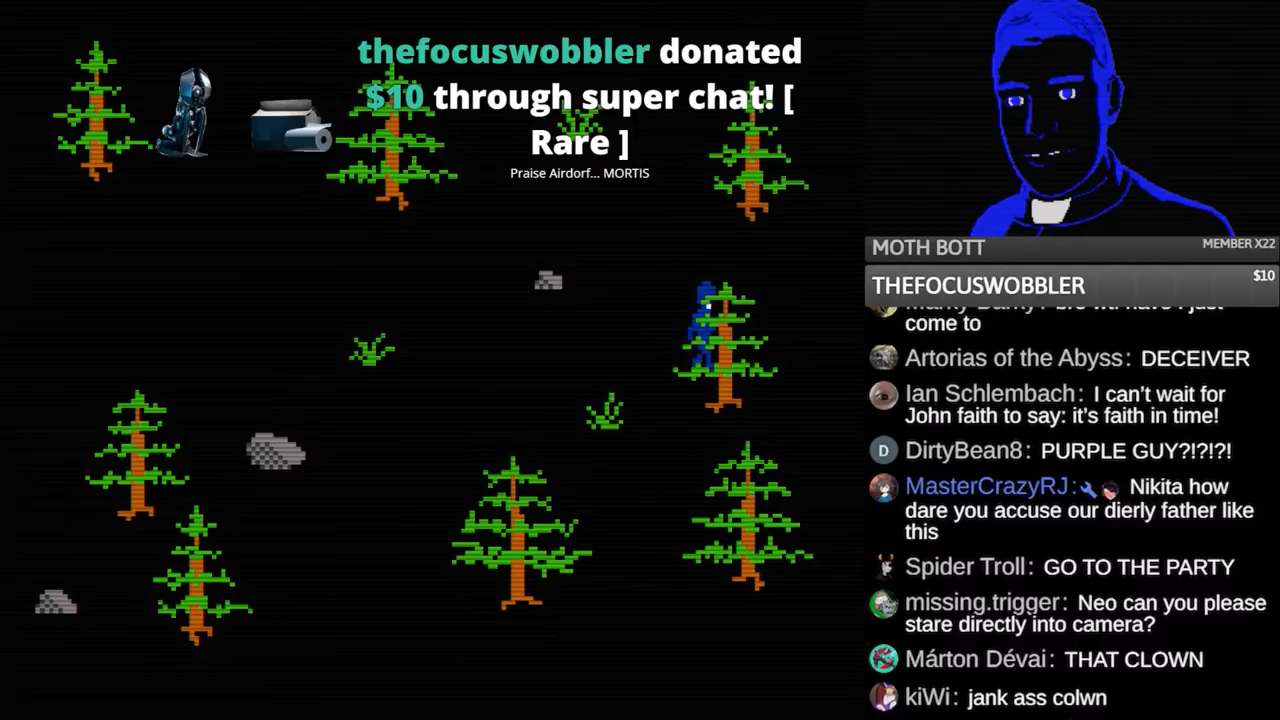 thefocuswobbler donated
$10 through super chat! [
Rare ]
Praise Airdorf... MORTIS
MOTH BOTT
MEMBER X22
THEFOCUSWOBBLER
$10
come to
Artorias of the Abyss: DECEIVER
Ian Schlembach: I can't wait for
John faith to say: it's faith in time!
D
DirtyBean8: PURPLE GUY?!?!?!
MasterCrazyRJ: Nikita how
dare you accuse our dierly father like
this
Spider Troll: GO TO THE PARTY
missing.trigger: Neo can you please
stare directly into camera?
Márton Dévai: THAT CLOWN
kiWi: jank ass colwn